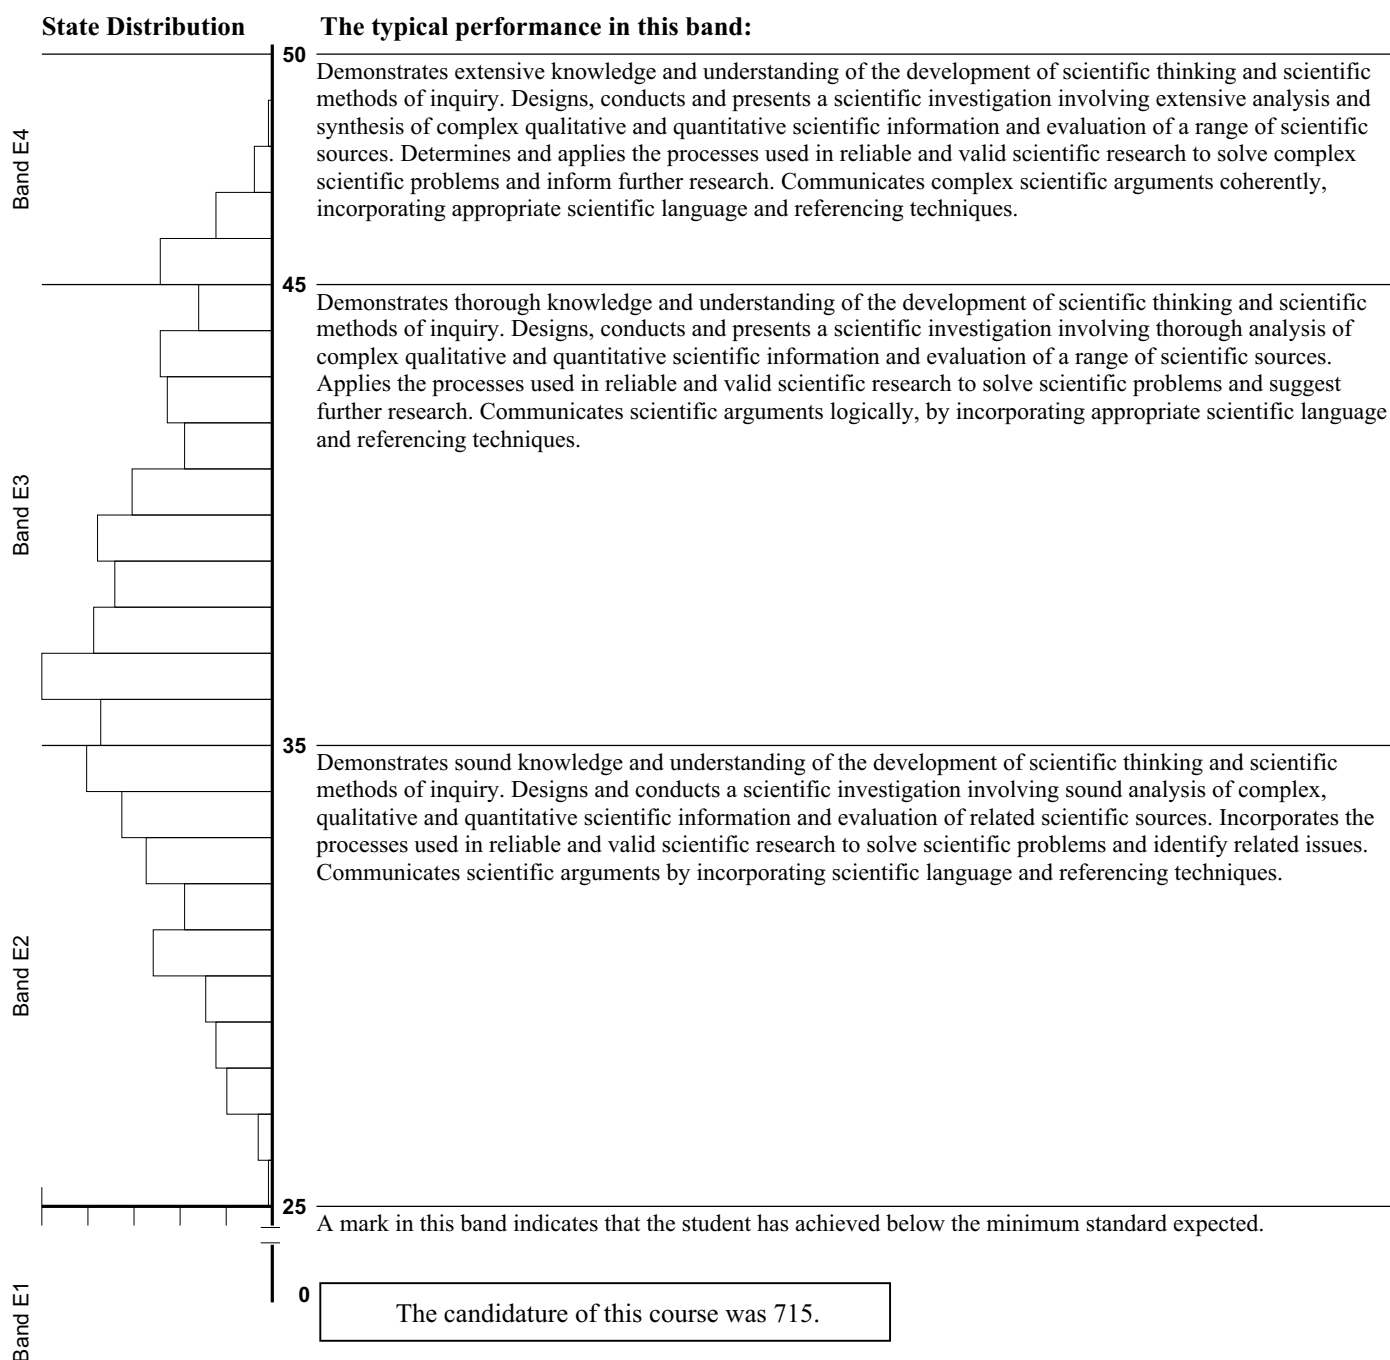 State Distribution
The typical performance in this band:
50
Demonstrates extensive knowledge and understanding of the development of scientific thinking and scientific
methods of inquiry. Designs, conducts and presents a scientific investigation involving extensive analysis and
synthesis of complex qualitative and quantitative scientific information and evaluation of a range of scientific
sources. Determines and applies the processes used in reliable and valid scientific research to solve complex
scientific problems and inform further research. Communicates complex scientific arguments coherently,
incorporating appropriate scientific language and referencing techniques.
Band E4
45
Demonstrates thorough knowledge and understanding of the development of scientific thinking and scientific
methods of inquiry. Designs, conducts and presents a scientific investigation involving thorough analysis of
complex qualitative and quantitative scientific information and evaluation of a range of scientific sources.
Applies the processes used in reliable and valid scientific research to solve scientific problems and suggest
further research. Communicates scientific arguments logically, by incorporating appropriate scientific language
and referencing techniques.
Band E3
35
Demonstrates sound knowledge and understanding of the development of scientific thinking and scientific
methods of inquiry. Designs and conducts a scientific investigation involving sound analysis of complex,
qualitative and quantitative scientific information and evaluation of related scientific sources. Incorporates the
processes used in reliable and valid scientific research to solve scientific problems and identify related issues.
Communicates scientific arguments by incorporating scientific language and referencing techniques.
Band E2
25
A mark in this band indicates that the student has achieved below the minimum standard expected.
Band E1
0
The candidature of this course was 715.